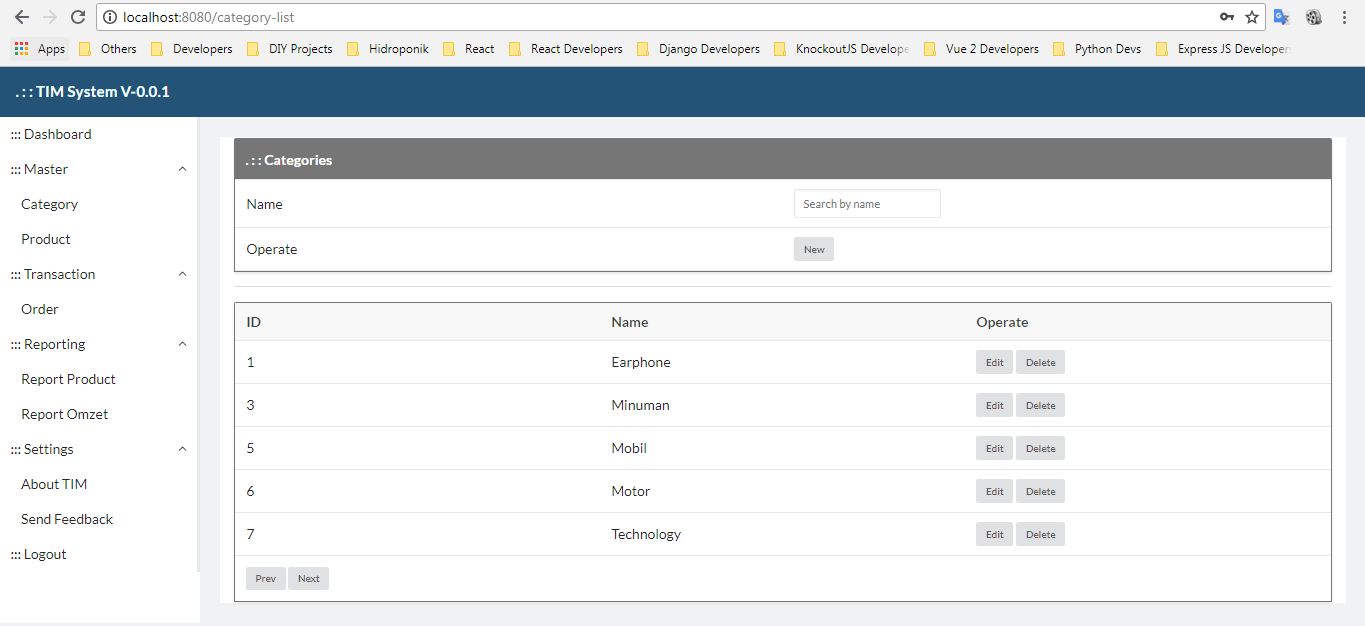 localhost:8080/category-list
Apps Others Developers DIY Projects Hidroponik React React Developers Django Developers KnockoutJS Develope Vue 2 Developers Python Devs Express JS Developer
.::: TIM System V-0.0.1
::: Dashboard
::: Master
Category
Product
::: Transaction
Order
::: Reporting
Report Product
Report Omzet
::: Settings
About TIM
Send Feedback
::: Logout
.::: Categories
Name Search by name
Operate New
ID Name Operate
1 Earphone Edit Delete
3 Minuman Edit Delete
5 Mobil Edit Delete
6 Motor Edit Delete
7 Technology Edit Delete
Prev Next